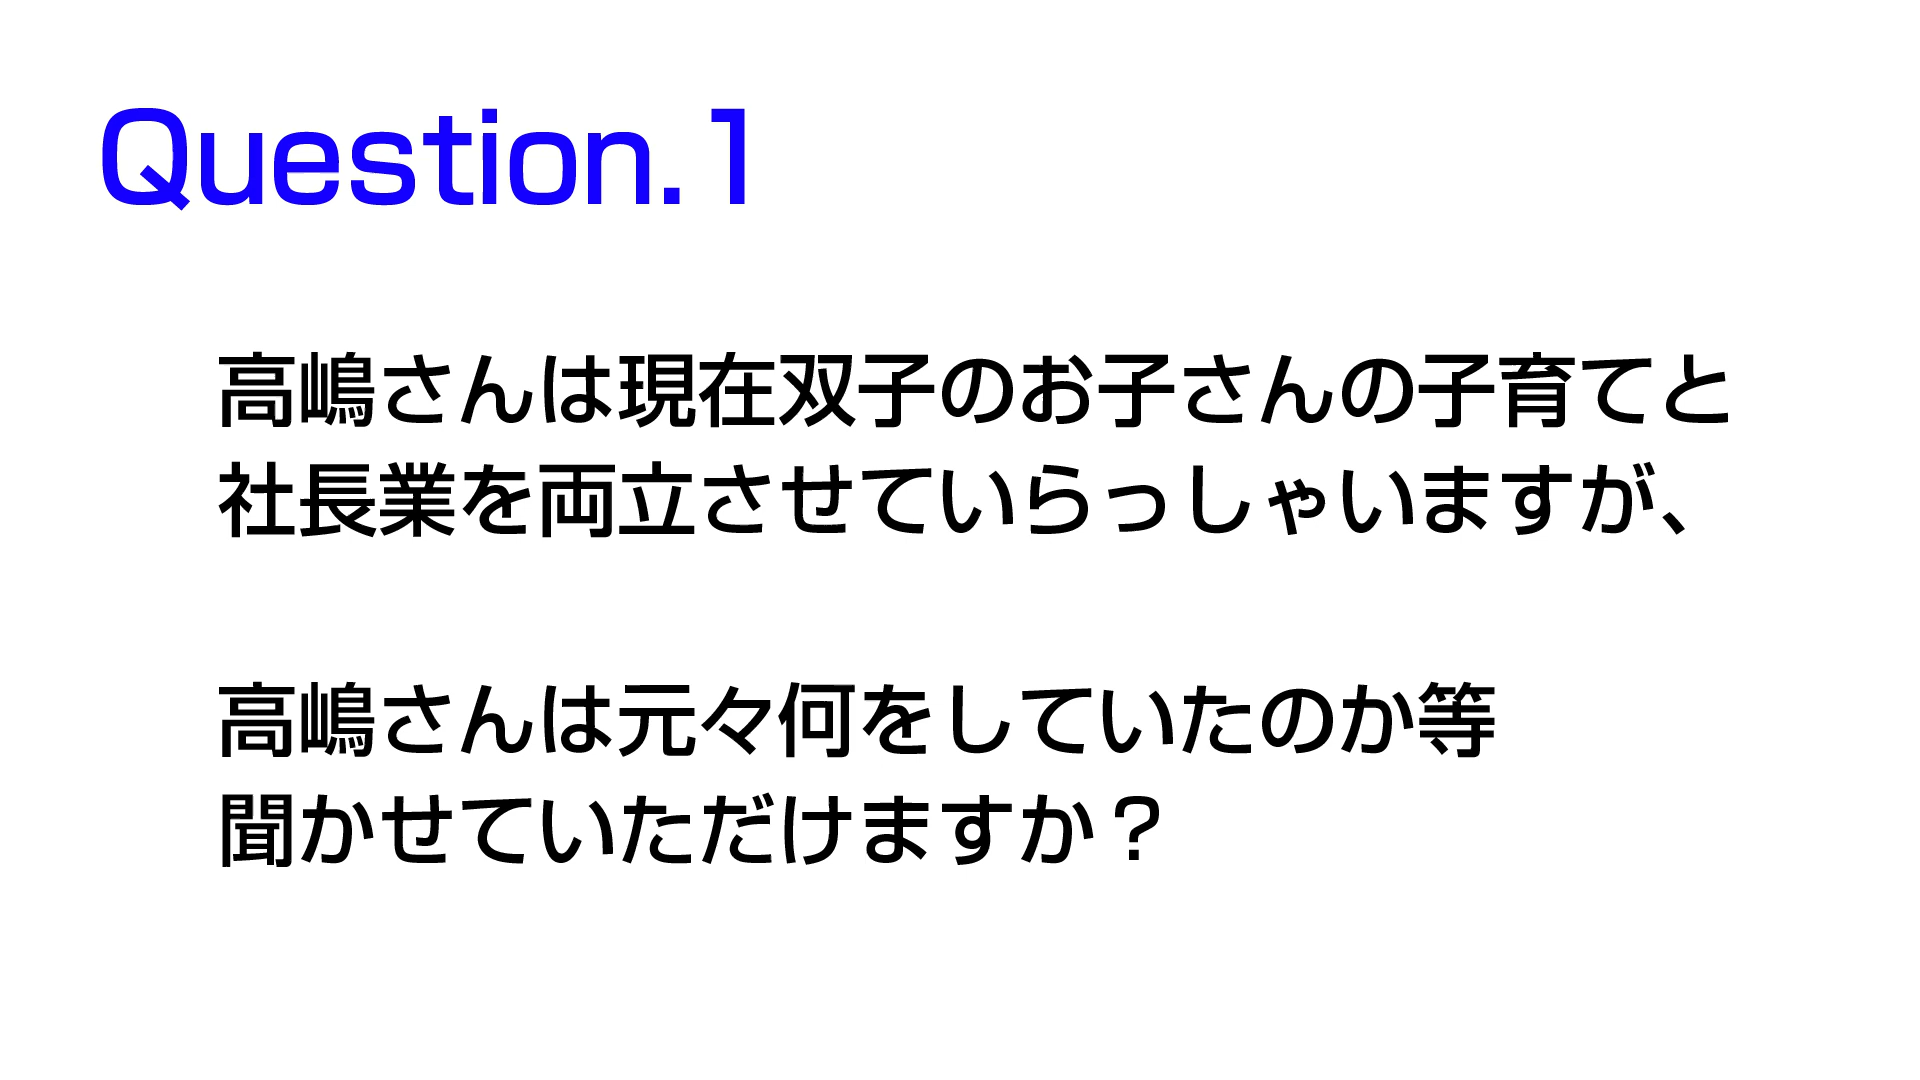 Question.1
高嶋さんは現在双子のお子さんの子育てと
社長業を両立させていらっしゃいますが、
高嶋さんは元々何をしていたのか等
聞かせていただけますか？